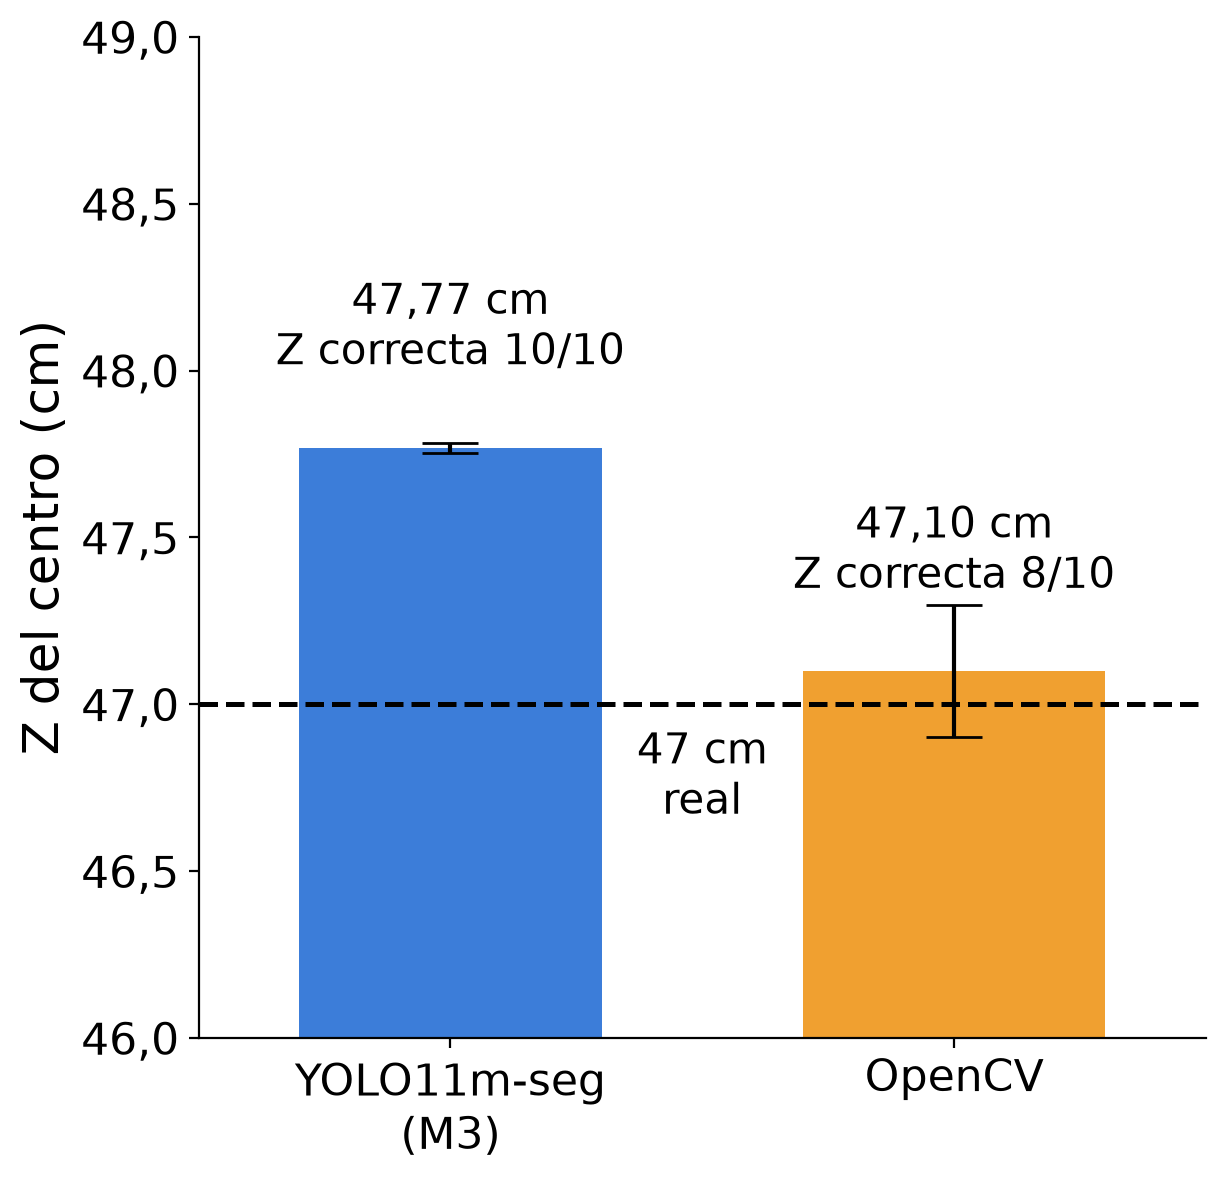 49,0
48,5
48,0
47,5
47,0
46,5
46,0
Z del centro (cm)
47,77 cm
Z correcta 10/10
47,10 cm
Z correcta 8/10
47 cm
real
YOLO11m-seg
(M3)
OpenCV